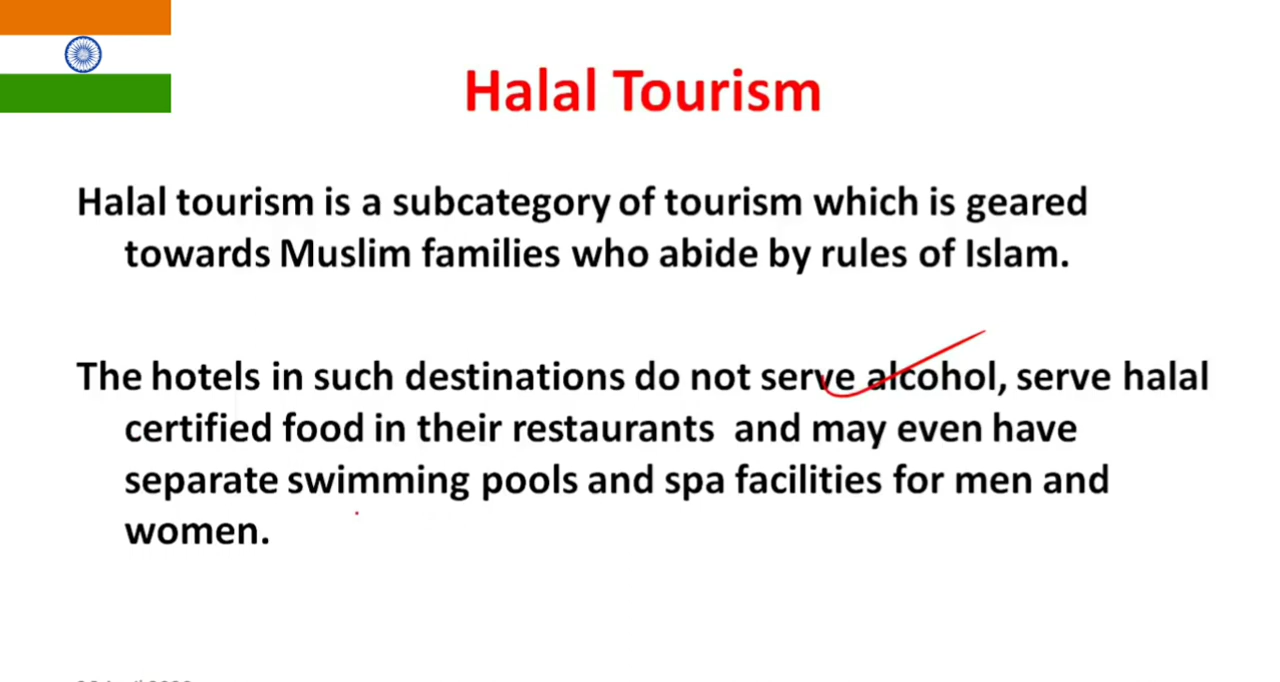 Halal Tourism
Halal tourism is a subcategory of tourism which is geared
towards Muslim families who abide by rules of Islam.
The hotels in such destinations do not serve alcohol, serve halal
certified food in their restaurants and may even have
separate swimming pools and spa facilities for men and
women.